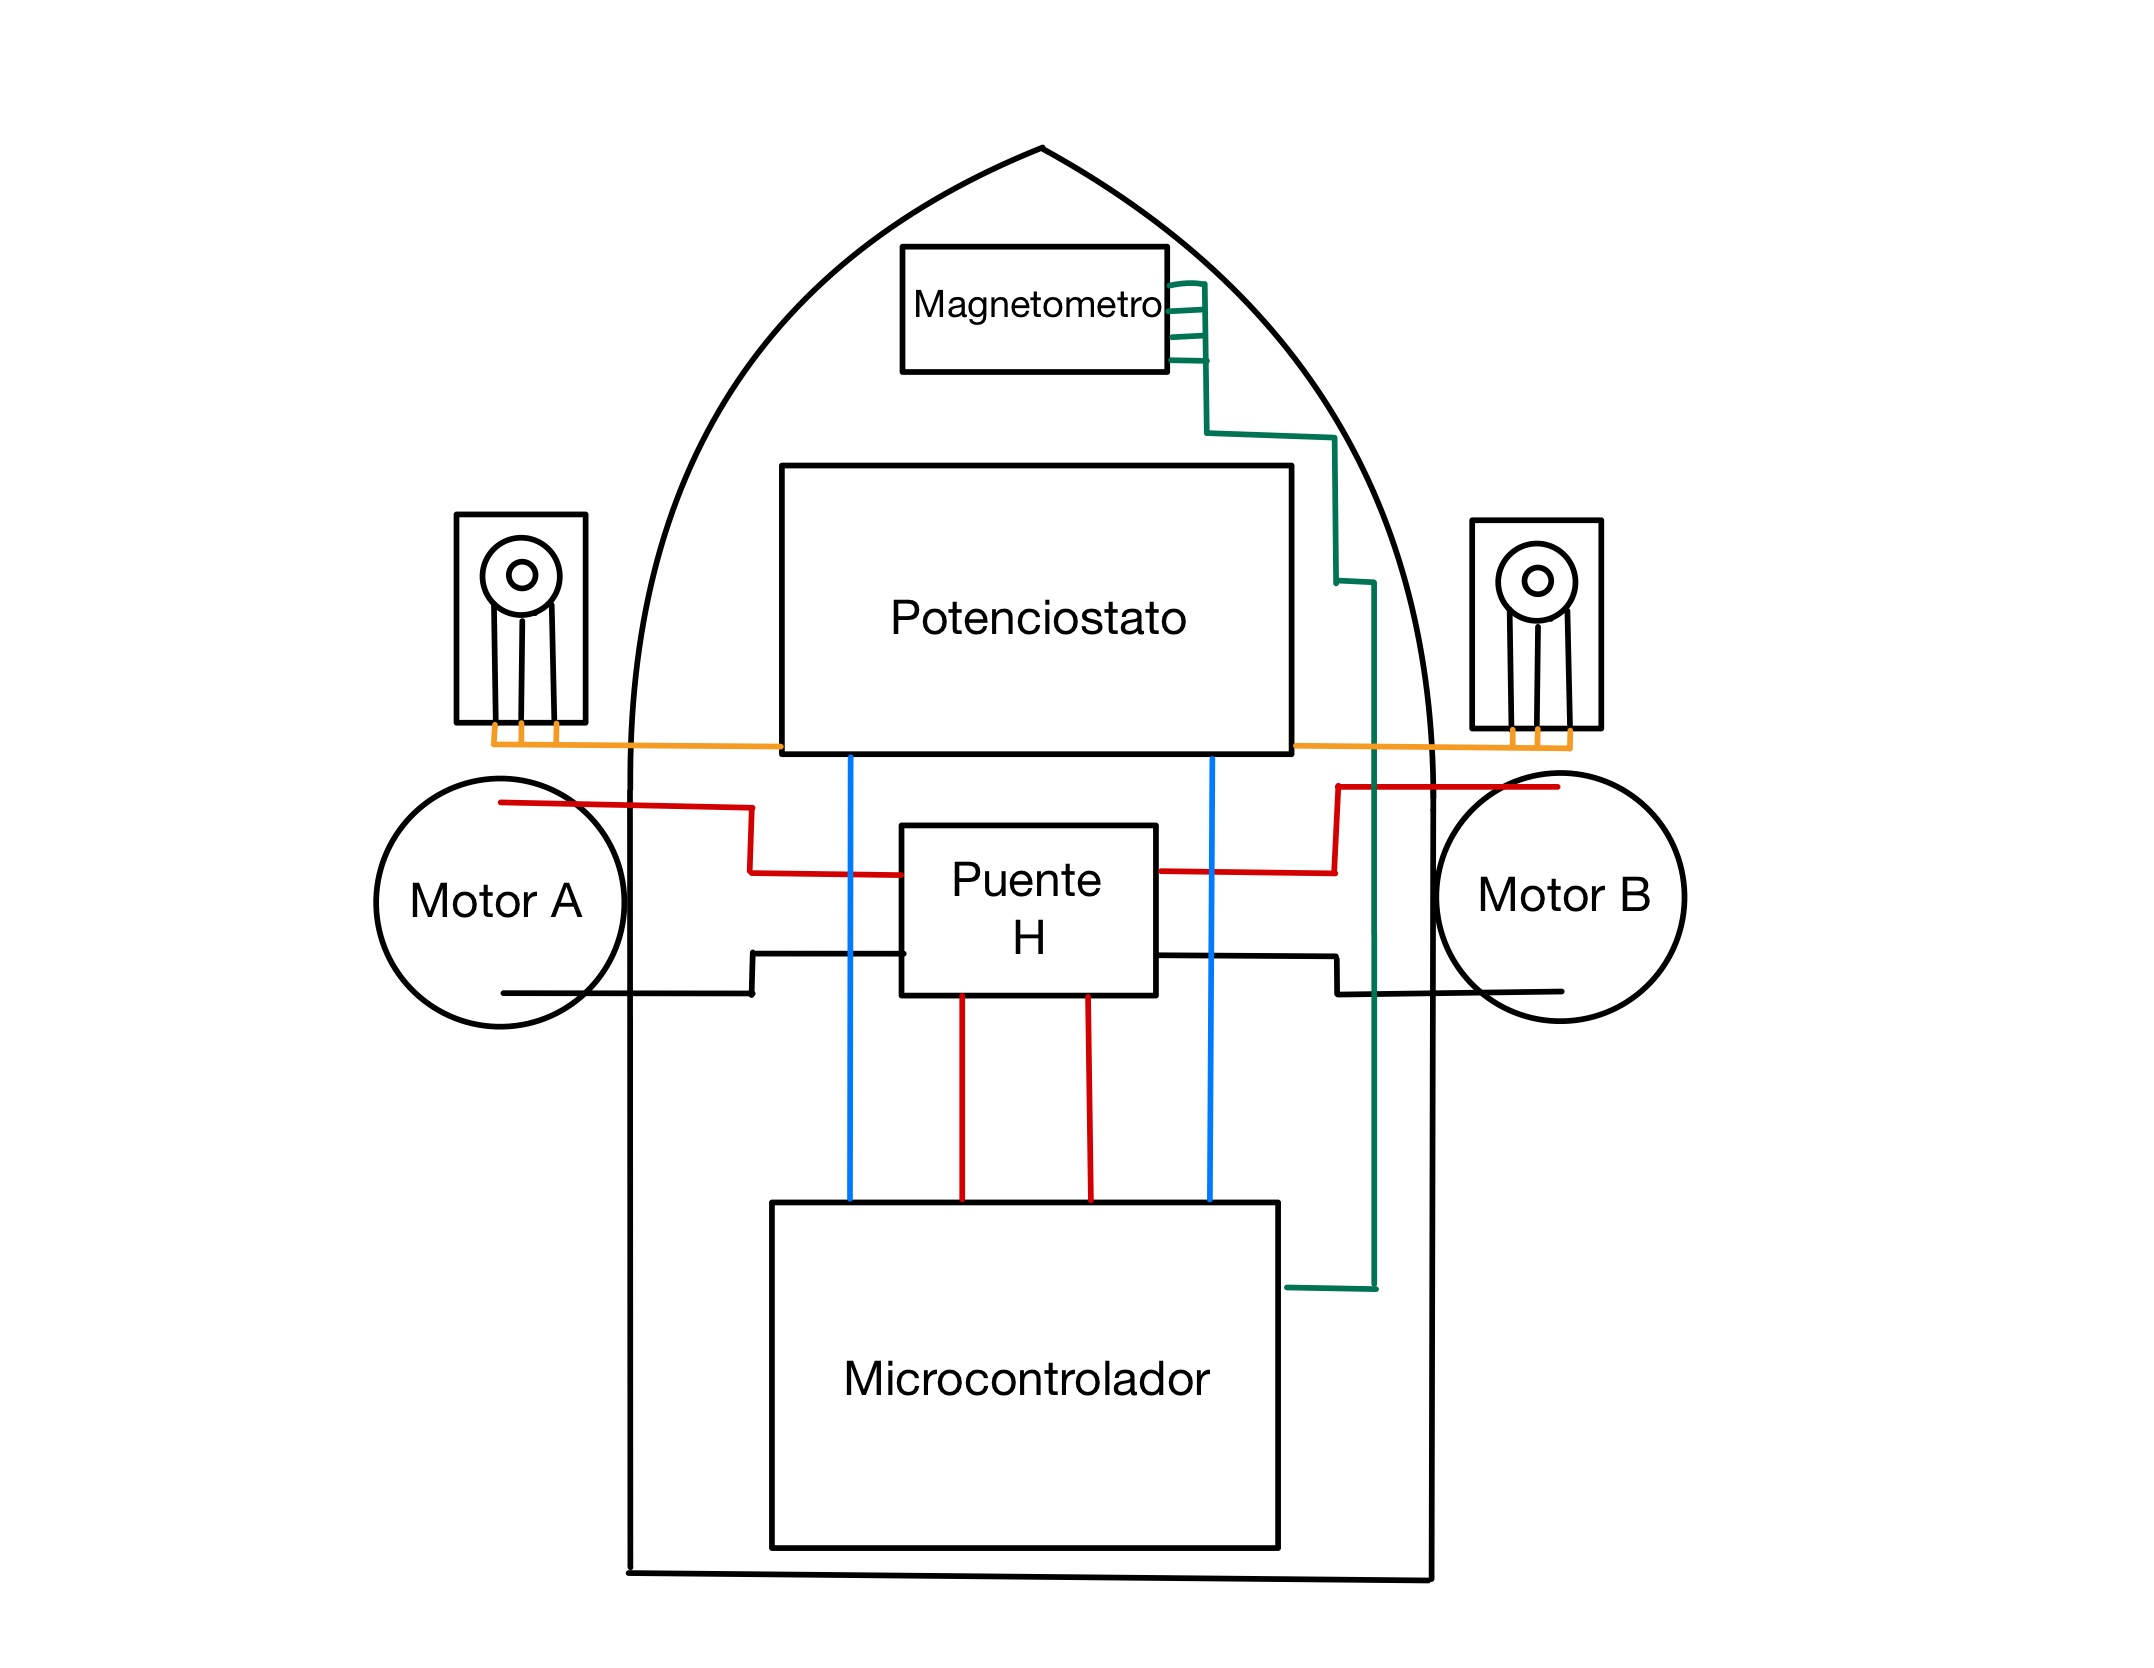 Magnetometro
Potenciostato
Motor A
Puente
H
Motor B
Microcontrolador